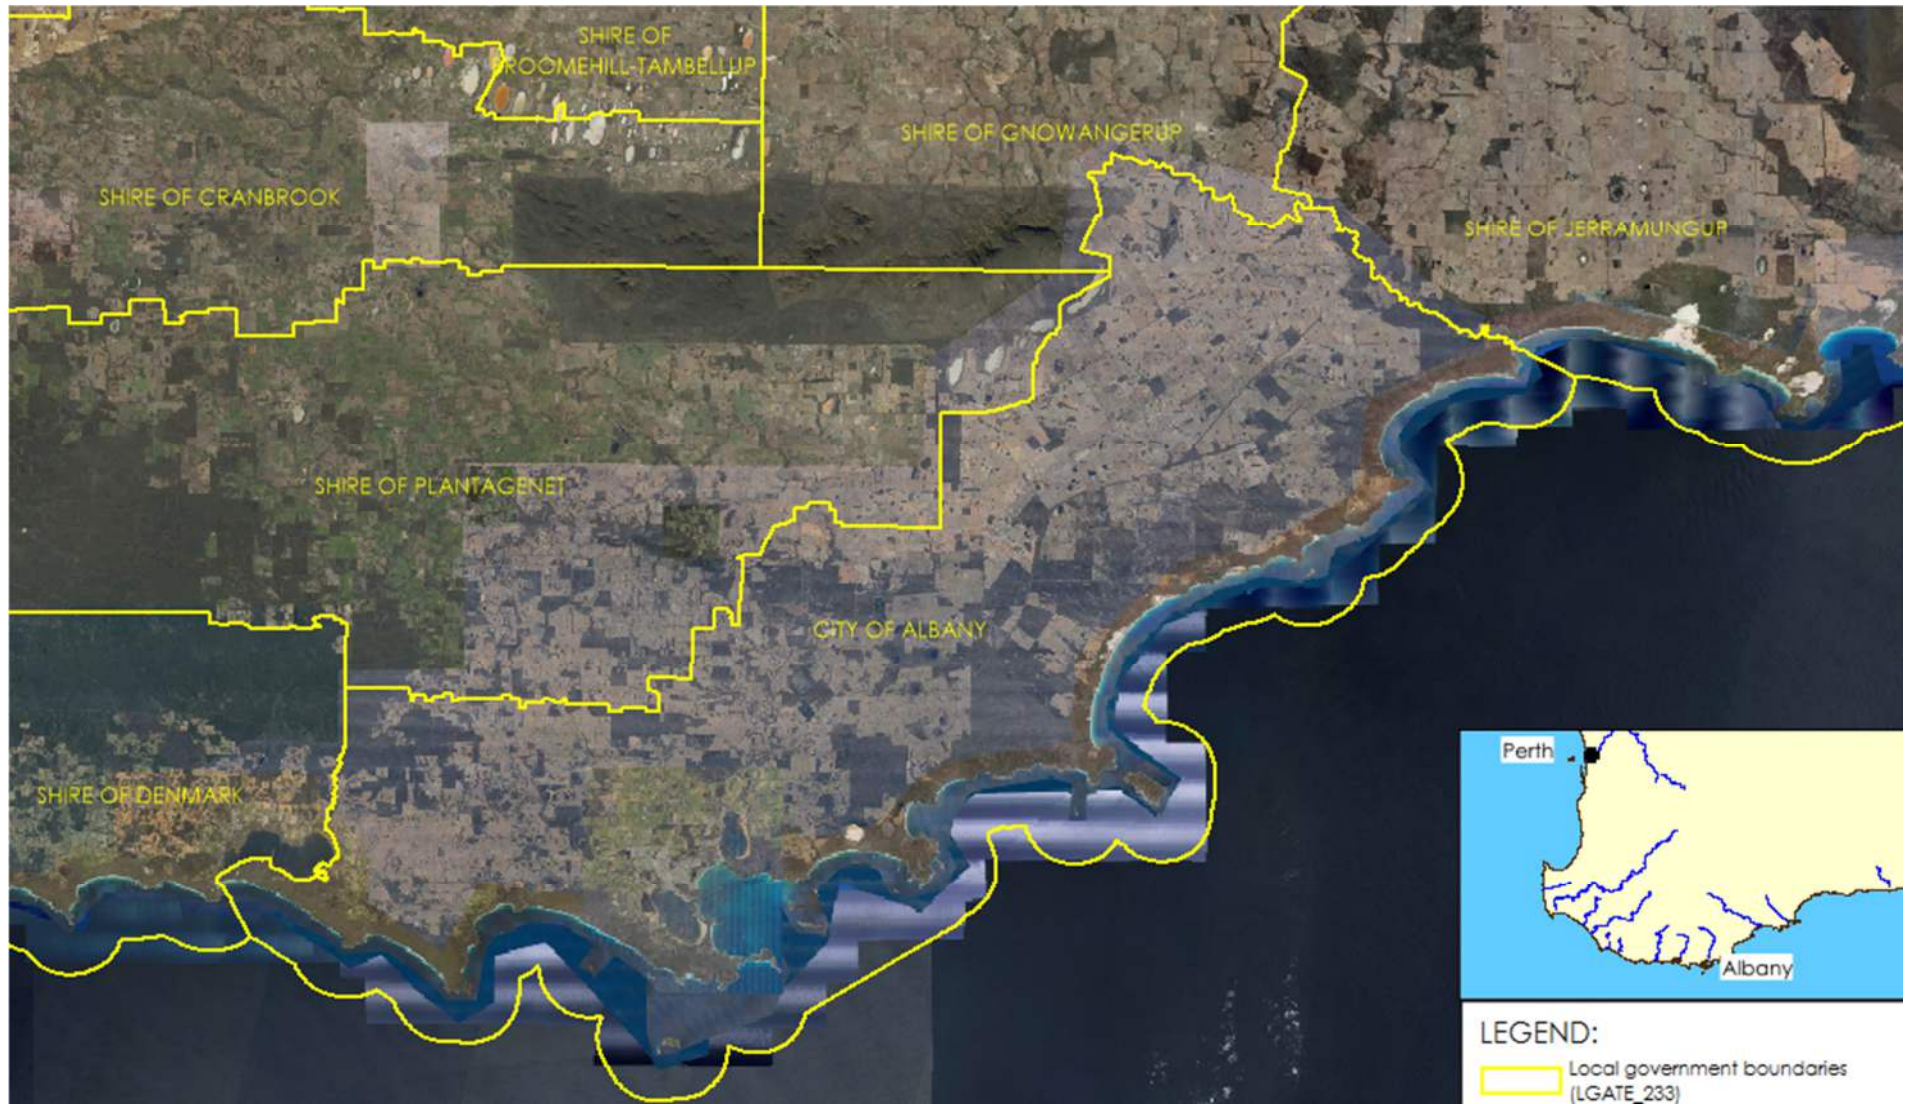 SHIRE OF
BROOMEHILL-TAMBELLUP
SHIRE OF GNOWANGERUP
SHIRE OF CRANBROOK
SHIRE OF JERRAMUNGUP
SHIRE OF PLANTAGENET
CITY OF ALBANY
SHIRE OF DENMARK
Perth
Albany
LEGEND:
Local government boundaries
(LGATE_233)